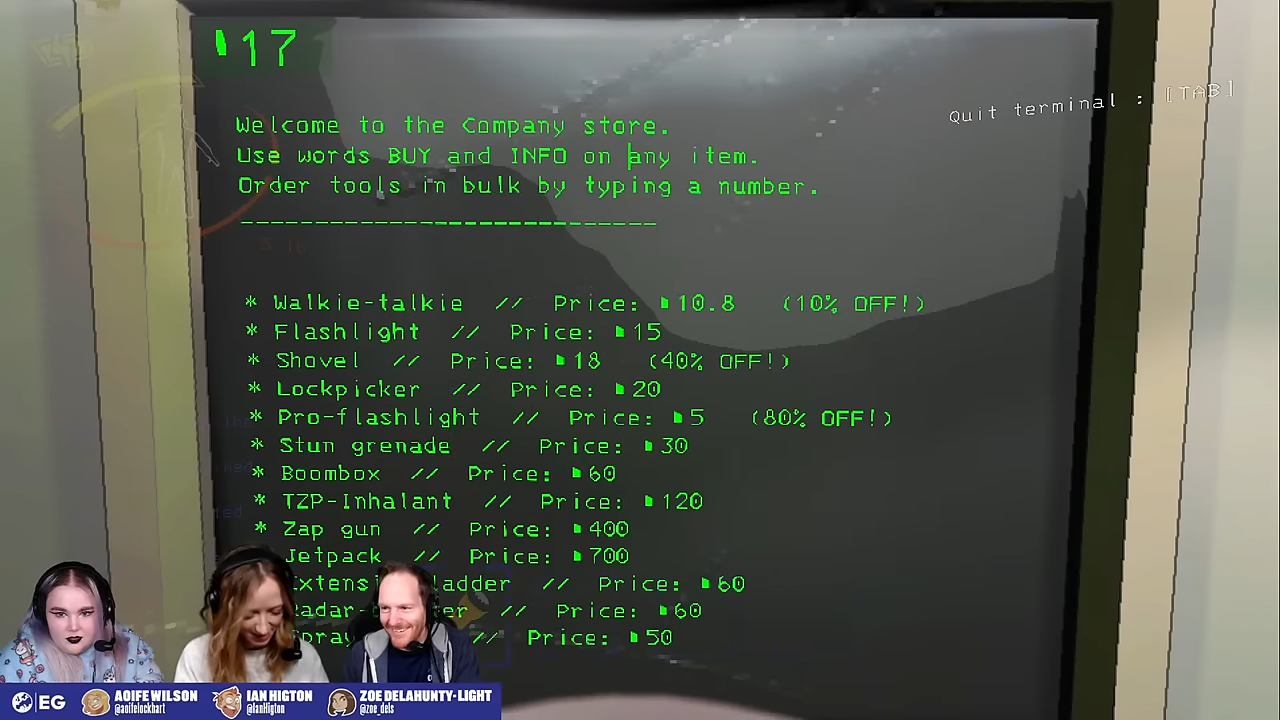 17
Quit terminal : [TAB]
Welcome to the Company store.
Use words BUY and INFO on any item.
Order tools in bulk by typing a number.
----------------------------
* Walkie-talkie // Price: 10.8 (10% OFF!)
* Flashlight // Price: 15
* Shovel // Price: 18 (40% OFF!)
* Lockpicker // Price: 20
* Pro-flashlight // Price: 5 (80% OFF!)
* Stun grenade // Price: 30
* Boombox // Price: 60
* TZP-Inhalant // Price: 120
* Zap gun // Price: 400
Jetpack // Price: 700
ladder // Price: 60
// Price: 60
// Price: 50
EG
AOIFE WILSON
@aoifelockhart
IAN HIGTON
@IanHigton
ZOE DELAHUNTY-LIGHT
@zoe_dels